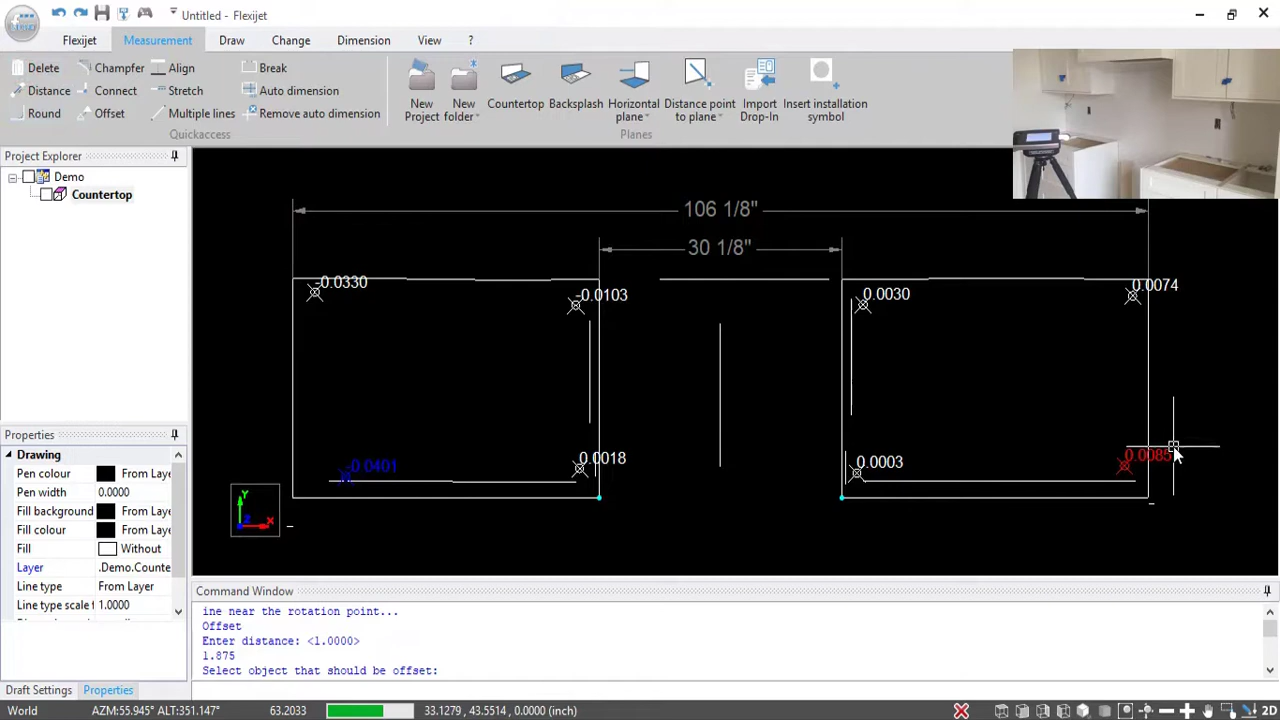 Untitled - Flexijet
Flexijet Measurement Draw Change Dimension View ?
Delete Champfer Align Break
Distance Connect Stretch Auto dimension
Round Offset Multiple lines Remove auto dimension
Quickaccess
New Project
New folder
Countertop
Backsplash
Horizontal plane
Distance point to plane
Import Drop-In
Insert installation symbol
Planes
Project Explorer
Demo
Countertop
106 1/8"
30 1/8"
-0.0330
-0.0103
0.0030
0.0074
-0.0401
0.0018
0.0003
0.0085
Y
Z
X
Properties
Drawing
Pen colour From Laye
Pen width 0.0000
Fill background From Laye
Fill colour From Laye
Fill Without
Layer .Demo.Counte
Line type From Layer
Line type scale f 1.0000
Draft Settings Properties
Command Window
ine near the rotation point...
Offset
Enter distance: <1.0000>
1.875
Select object that should be offset:
World AZM:55.945° ALT:351.147° 63.2033 33.1279, 43.5514, 0.0000 (inch) 2D